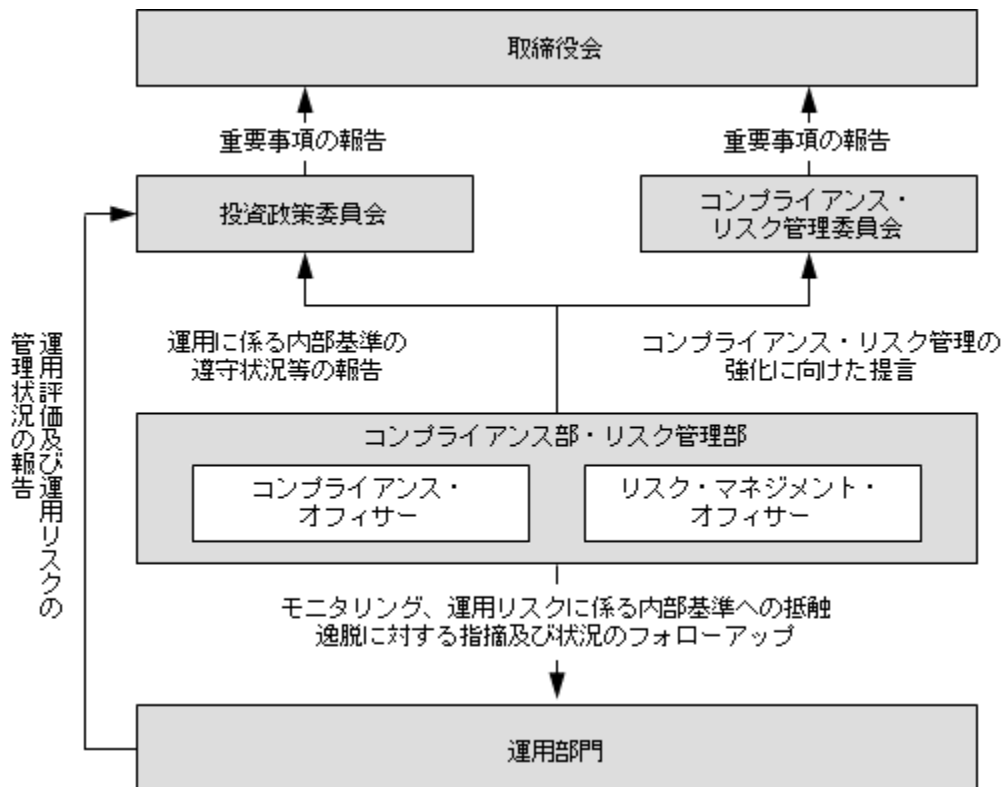 取締役会
重要事項の報告
重要事項の報告
投資政策委員会
コンプライアンス・
リスク管理委員会
運用に係る内部基準の
遵守状況等の報告
コンプライアンス・リスク管理の
強化に向けた提言
運用評価及び運用リスクの
管理状況の報告
コンプライアンス部・リスク管理部
コンプライアンス・
オフィサー
リスク・マネジメント・
オフィサー
モニタリング、運用リスクに係る内部基準への抵触
逸脱に対する指摘及び状況のフォローアップ
運用部門